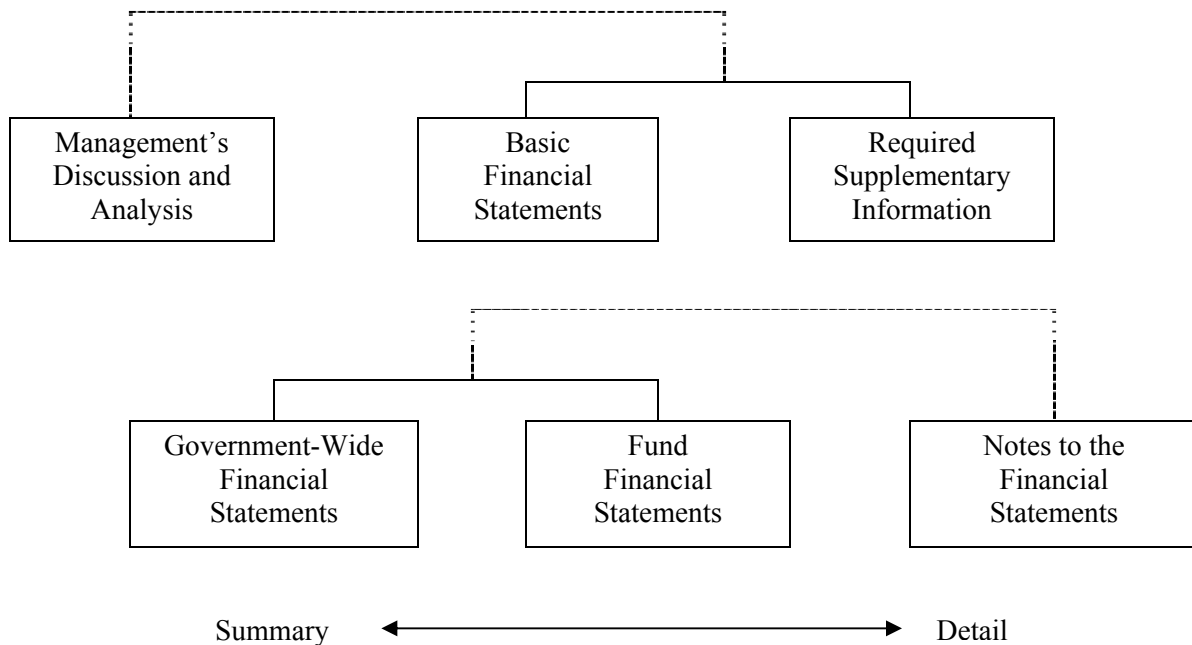 Management’s
Discussion and
Analysis
Basic
Financial
Statements
Required
Supplementary
Information
Government-Wide
Financial
Statements
Fund
Financial
Statements
Notes to the
Financial
Statements
Summary
Detail